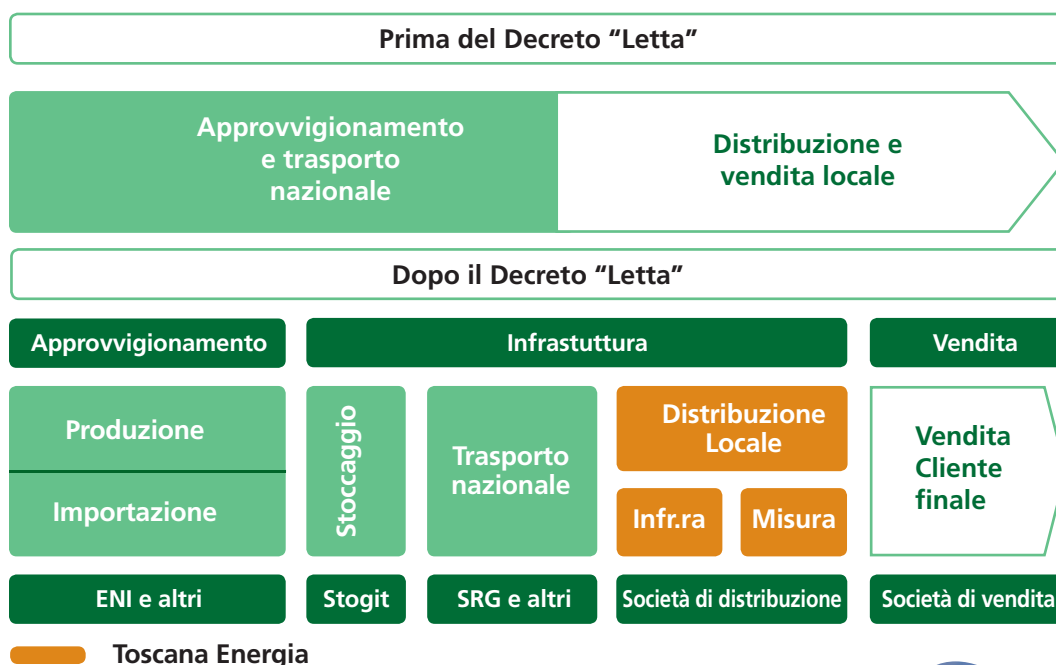 Prima del Decreto “Letta”
Approvvigionamento
e trasporto
nazionale
Distribuzione e
vendita locale
Dopo il Decreto “Letta”
Approvvigionamento
Infrastuttura
Vendita
Produzione
Importazione
Stoccaggio
Trasporto
nazionale
Distribuzione
Locale
Infr.ra
Misura
Vendita
Cliente
finale
ENI e altri
Stogit
SRG e altri
Società di distribuzione
Società di vendita
Toscana Energia